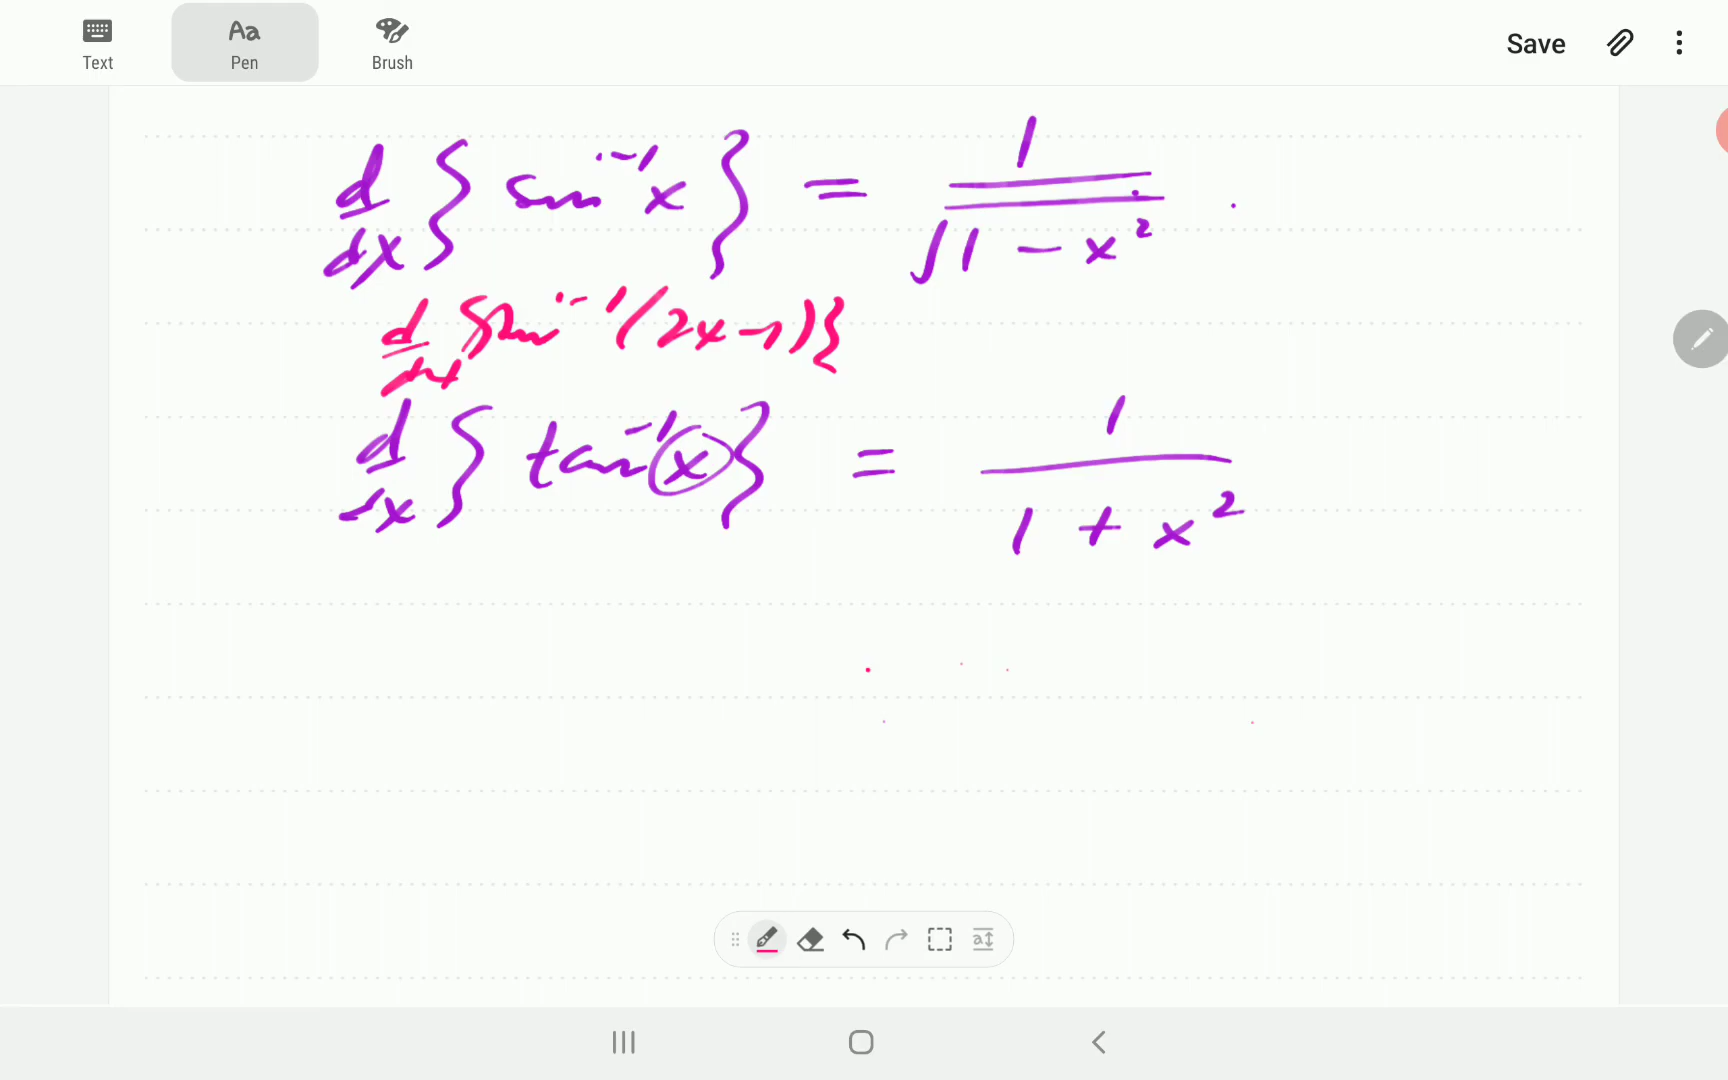 Text Pen Brush Save
d/dx { sin⁻¹ x } = 1/√(1 - x²) .
d/dx { sin⁻¹ (2x-1) }
d/dx { tan⁻¹ (x) } = 1/(1 + x²)